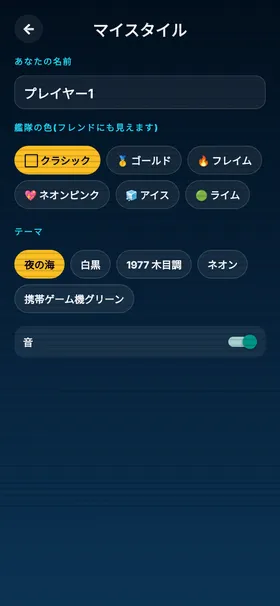 マイスタイル
あなたの名前
プレイヤー1
艦隊の色(フレンドにも見えます)
クラシック ゴールド フレイム
ネオンピンク アイス ライム
テーマ
夜の海 白黒 1977 木目調 ネオン
携帯ゲーム機グリーン
音